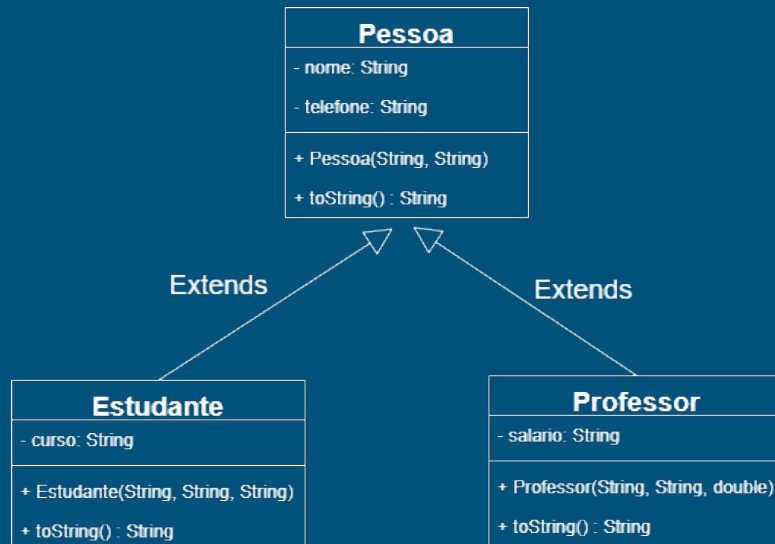 Pessoa
- nome: String
- telefone: String
+ Pessoa(String, String)
+ toString() : String
Extends
Extends
Estudante
- curso: String
+ Estudante(String, String, String)
+ toString() : String
Professor
- salario: String
+ Professor(String, String, double)
+ toString() : String